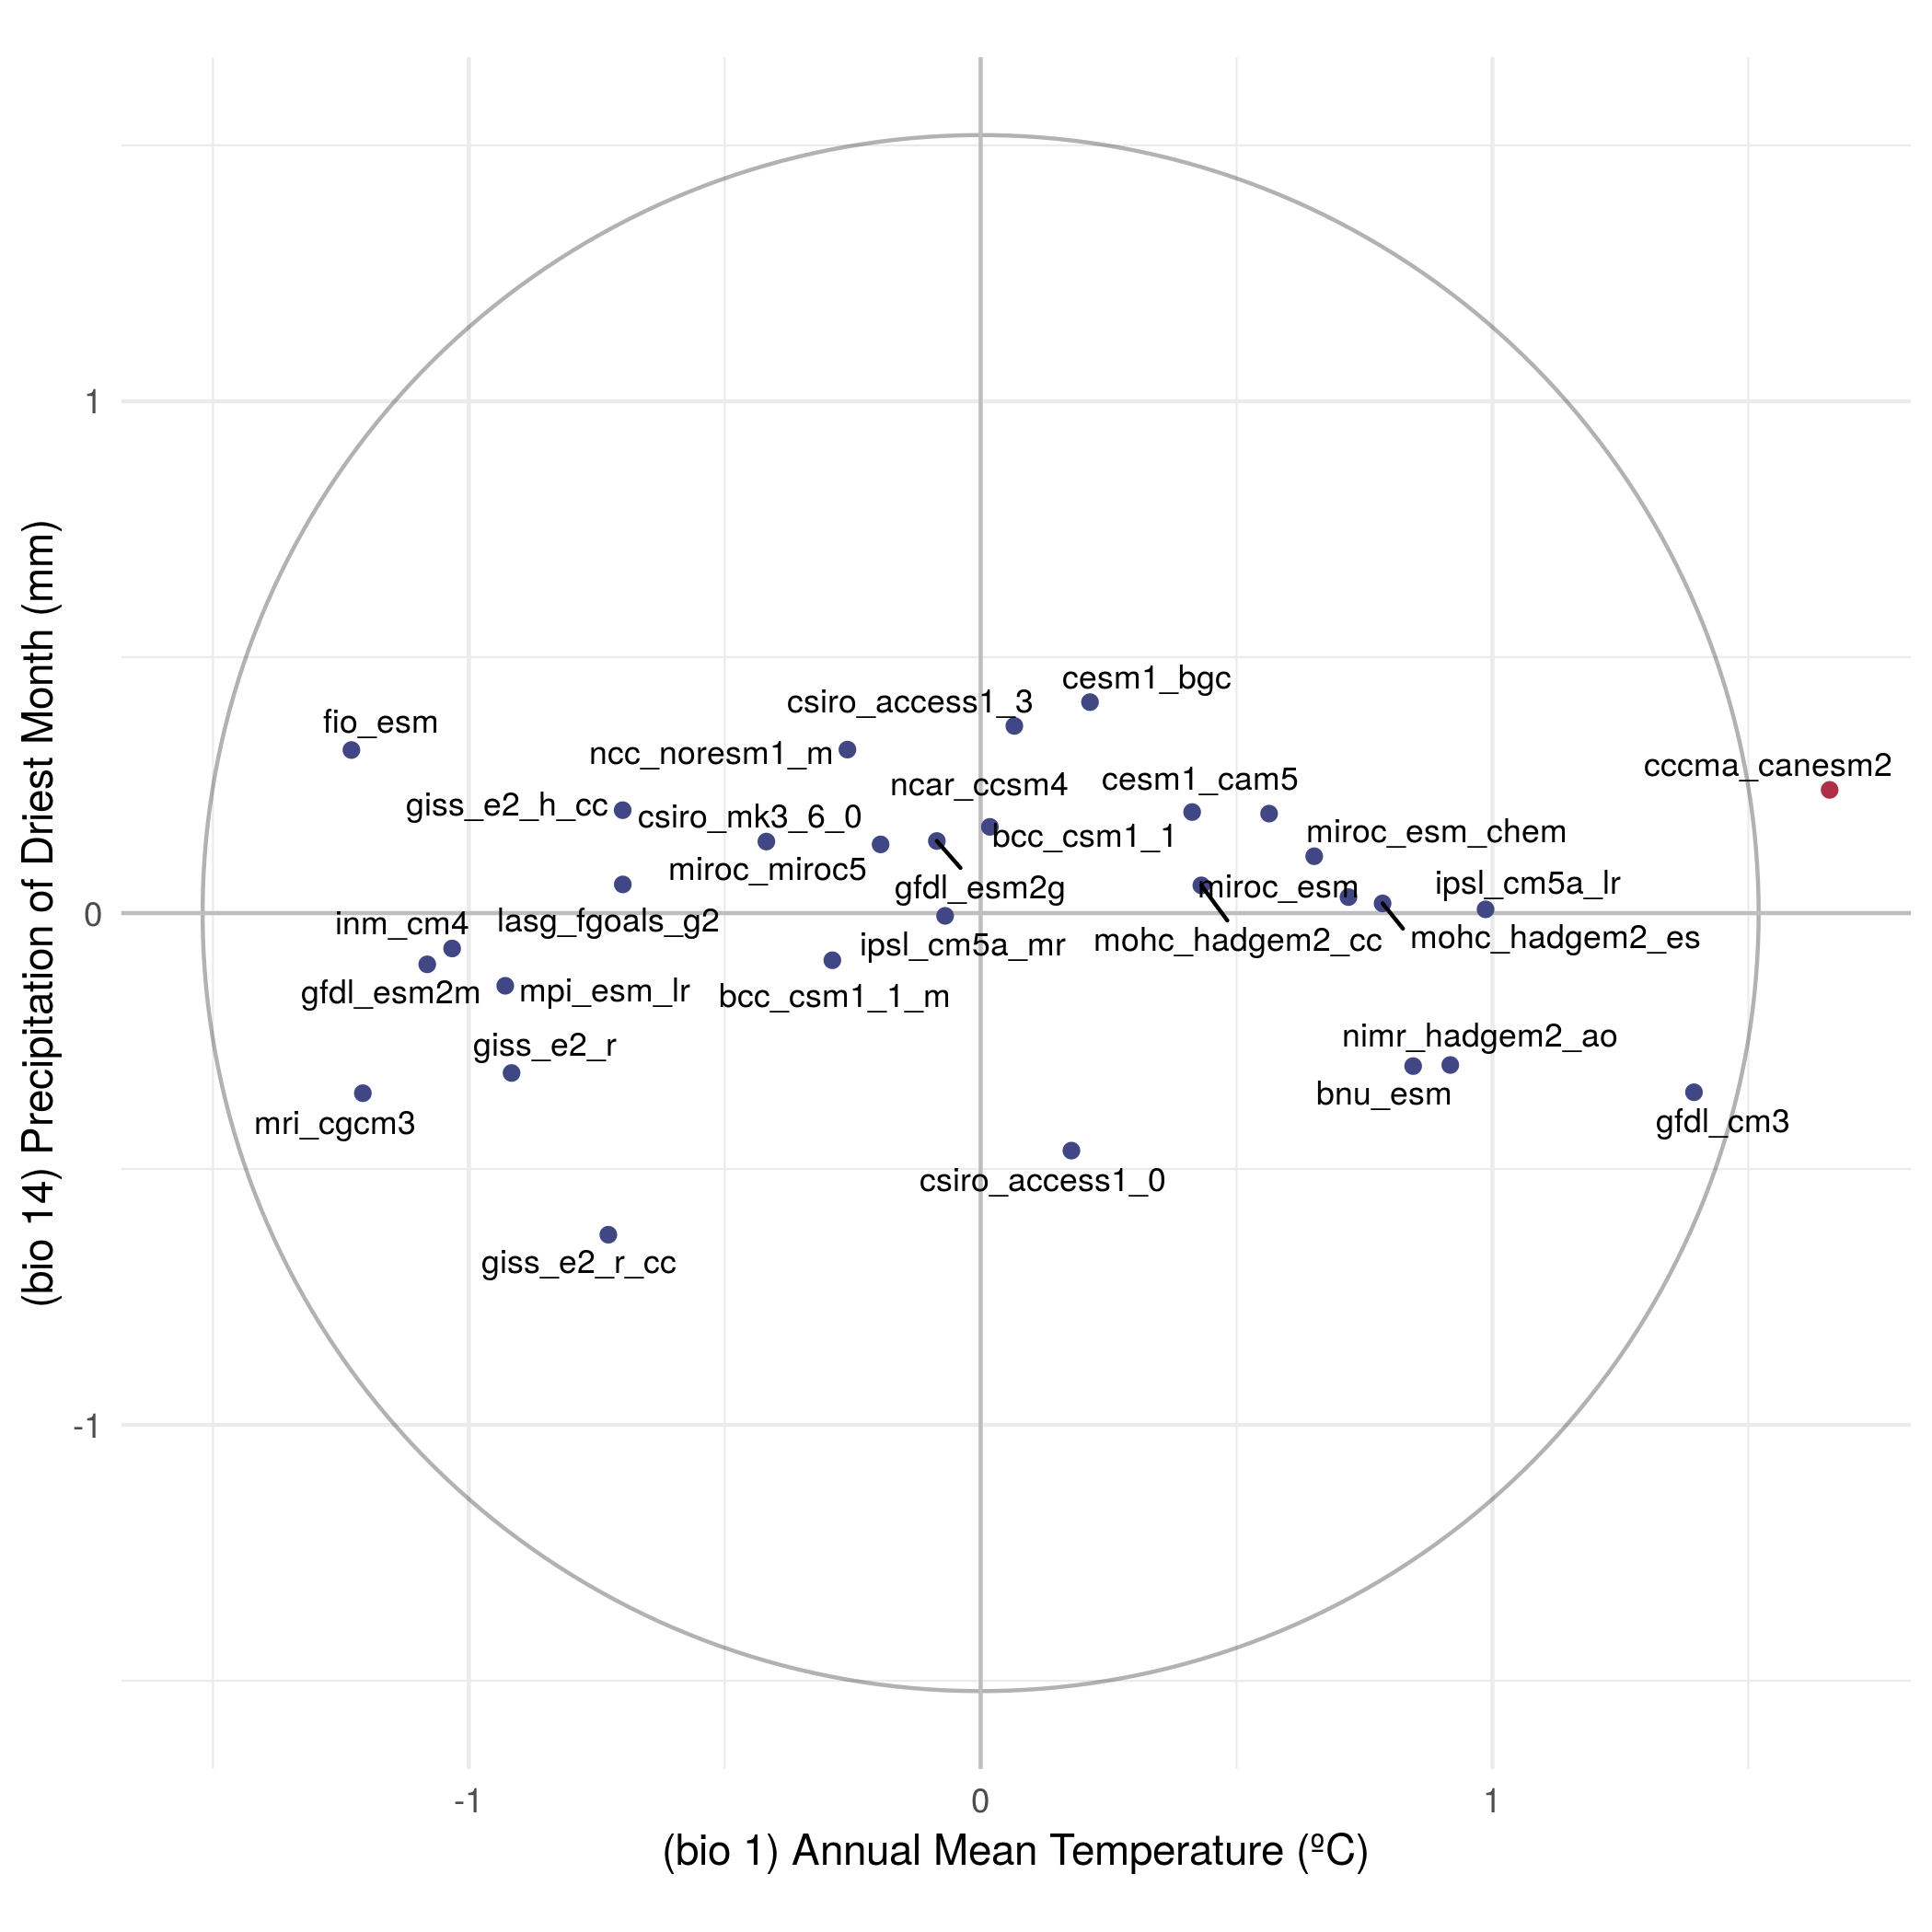 cesm1_bgc
csiro_access1_3
fio_esm
ncc_noresm1_m
cccma_canesm2
ncar_ccsm4
cesm1_cam5
giss_e2_h_cc
csiro_mk3_6_0
bcc_csm1_1
miroc_esm_chem
miroc_miroc5
gfdl_esm2g
miroc_esm
ipsl_cm5a_lr
inm_cm4
lasg_fgoals_g2
ipsl_cm5a_mr
mohc_hadgem2_cc
mohc_hadgem2_es
gfdl_esm2m
mpi_esm_lr
bcc_csm1_1_m
giss_e2_r
nimr_hadgem2_ao
bnu_esm
mri_cgcm3
gfdl_cm3
csiro_access1_0
giss_e2_r_cc
1
0
-1
-1
0
1
(bio 1) Annual Mean Temperature (ºC)
(bio 14) Precipitation of Driest Month (mm)